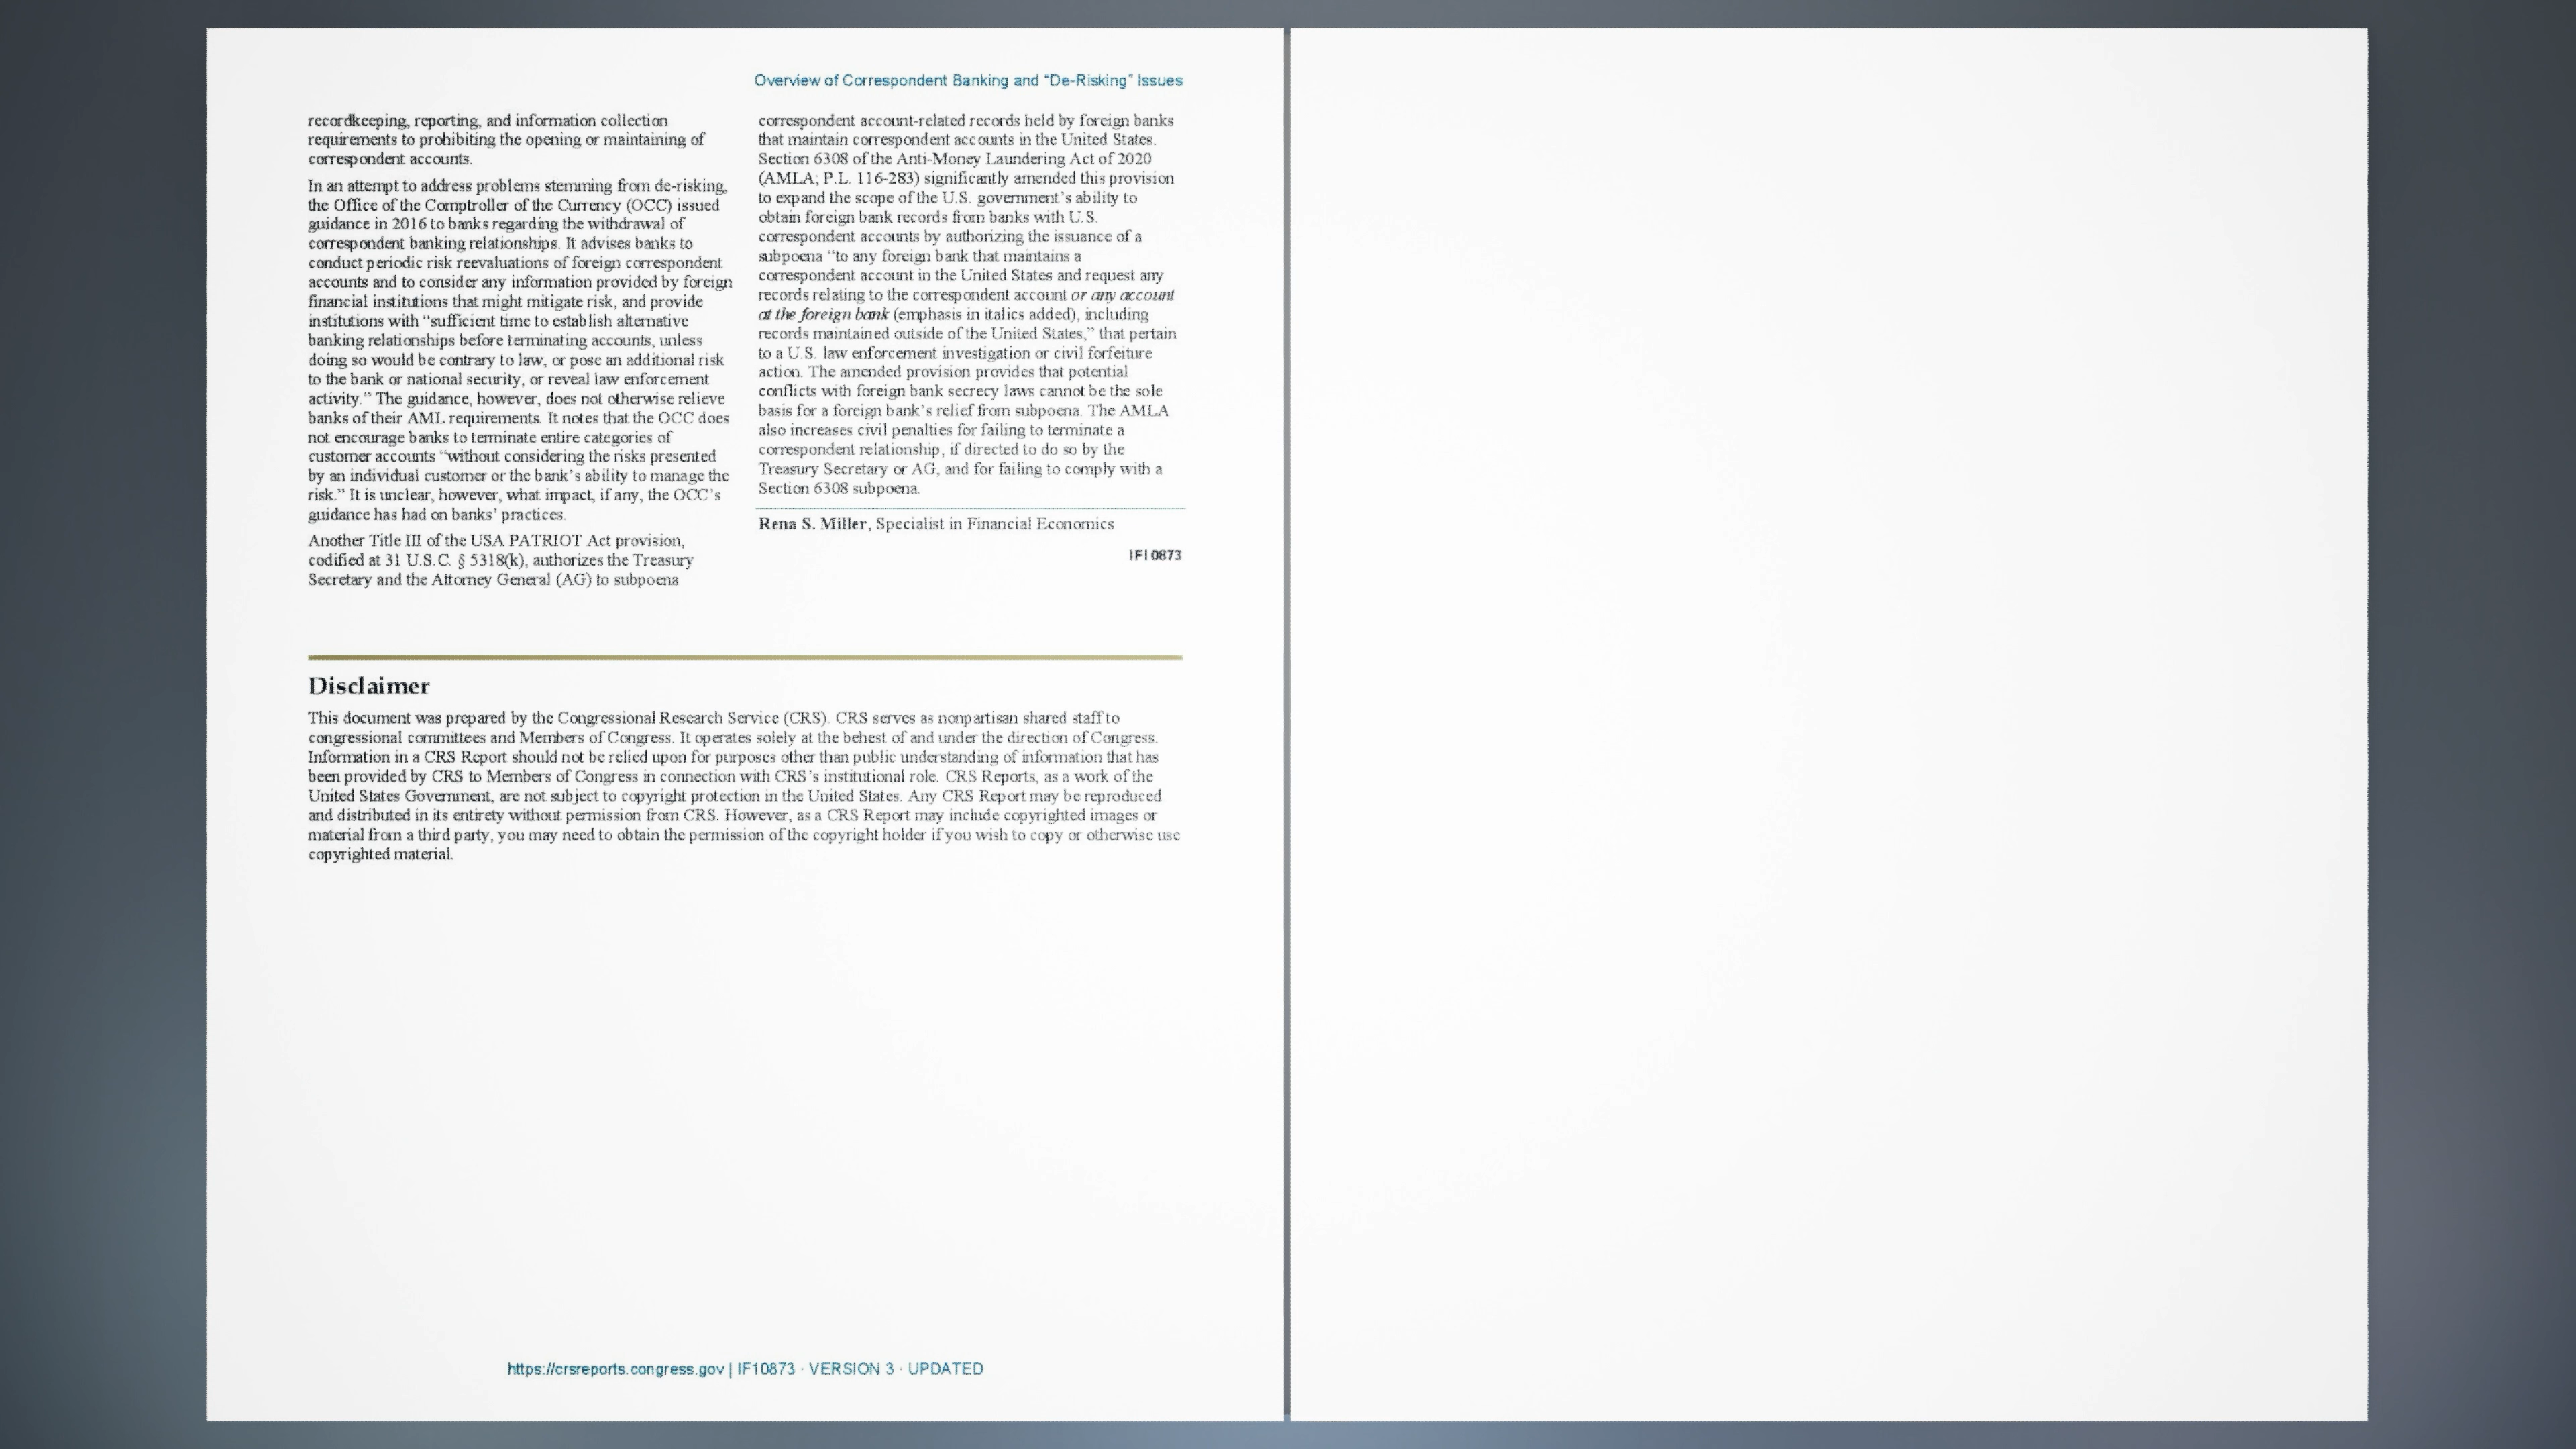 Overview of Correspondent Banking and “De-Risking” Issues
recordkeeping, reporting, and information collection
requirements to prohibiting the opening or maintaining of
correspondent accounts.
In an attempt to address problems stemming from de-risking,
the Office of the Comptroller of the Currency (OCC) issued
guidance in 2016 to banks regarding the withdrawal of
correspondent banking relationships. It advises banks to
conduct periodic risk reevaluations of foreign correspondent
accounts and to consider any information provided by foreign
financial institutions that might mitigate risk, and provide
institutions with “sufficient time to establish alternative
banking relationships before terminating accounts, unless
doing so would be contrary to law, or pose an additional risk
to the bank or national security, or reveal law enforcement
activity.” The guidance, however, does not otherwise relieve
banks of their AML requirements. It notes that the OCC does
not encourage banks to terminate entire categories of
customer accounts “without considering the risks presented
by an individual customer or the bank’s ability to manage the
risk.” It is unclear, however, what impact, if any, the OCC’s
guidance has had on banks’ practices.
Another Title III of the USA PATRIOT Act provision,
codified at 31 U.S.C. § 5318(k), authorizes the Treasury
Secretary and the Attorney General (AG) to subpoena
correspondent account-related records held by foreign banks
that maintain correspondent accounts in the United States.
Section 6308 of the Anti-Money Laundering Act of 2020
(AMLA; P.L. 116-283) significantly amended this provision
to expand the scope of the U.S. government’s ability to
obtain foreign bank records from banks with U.S.
correspondent accounts by authorizing the issuance of a
subpoena “to any foreign bank that maintains a
correspondent account in the United States and request any
records relating to the correspondent account or any account
at the foreign bank (emphasis in italics added), including
records maintained outside of the United States,” that pertain
to a U.S. law enforcement investigation or civil forfeiture
action. The amended provision provides that potential
conflicts with foreign bank secrecy laws cannot be the sole
basis for a foreign bank’s relief from subpoena. The AMLA
also increases civil penalties for failing to terminate a
correspondent relationship, if directed to do so by the
Treasury Secretary or AG, and for failing to comply with a
Section 6308 subpoena.
Rena S. Miller, Specialist in Financial Economics
IF10873
Disclaimer
This document was prepared by the Congressional Research Service (CRS). CRS serves as nonpartisan shared staff to
congressional committees and Members of Congress. It operates solely at the behest of and under the direction of Congress.
Information in a CRS Report should not be relied upon for purposes other than public understanding of information that has
been provided by CRS to Members of Congress in connection with CRS’s institutional role. CRS Reports, as a work of the
United States Government, are not subject to copyright protection in the United States. Any CRS Report may be reproduced
and distributed in its entirety without permission from CRS. However, as a CRS Report may include copyrighted images or
material from a third party, you may need to obtain the permission of the copyright holder if you wish to copy or otherwise use
copyrighted material.
https://crsreports.congress.gov | IF10873 · VERSION 3 · UPDATED